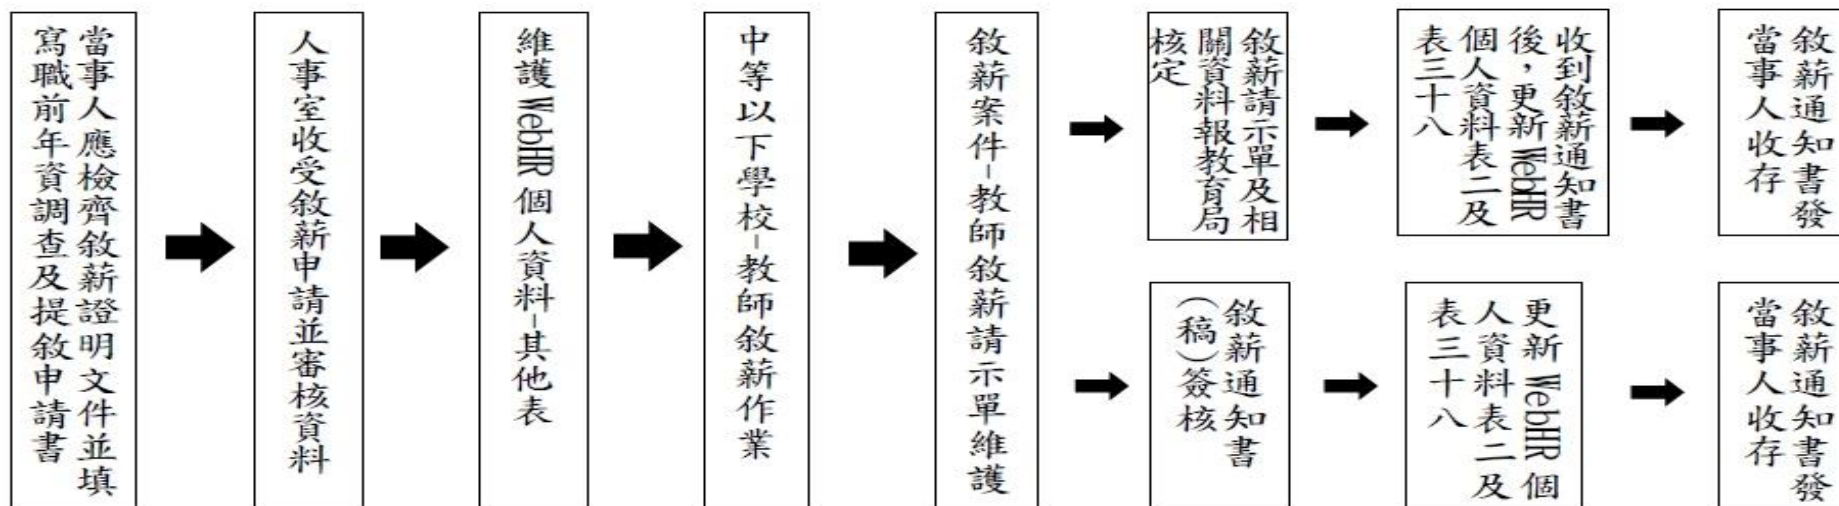 當事人應檢齊敘薪證明文件並填
寫職前年資調查及提敘申請書
人事室收受敘薪申請並審核資料
維護WebHR個人資料-其他表
中等以下學校-教師敘薪作業
敘薪案件-教師敘薪請示單維護
敘薪請示單及相
關資料報教育局
核定
收到敘薪通知書
後，更新WebHR
個人資料表二及
表三十八
敘薪通知書發
當事人收存
敘薪通知書
(稿)簽核
更新WebHR個
人資料表二及
表三十八
敘薪通知書發
當事人收存